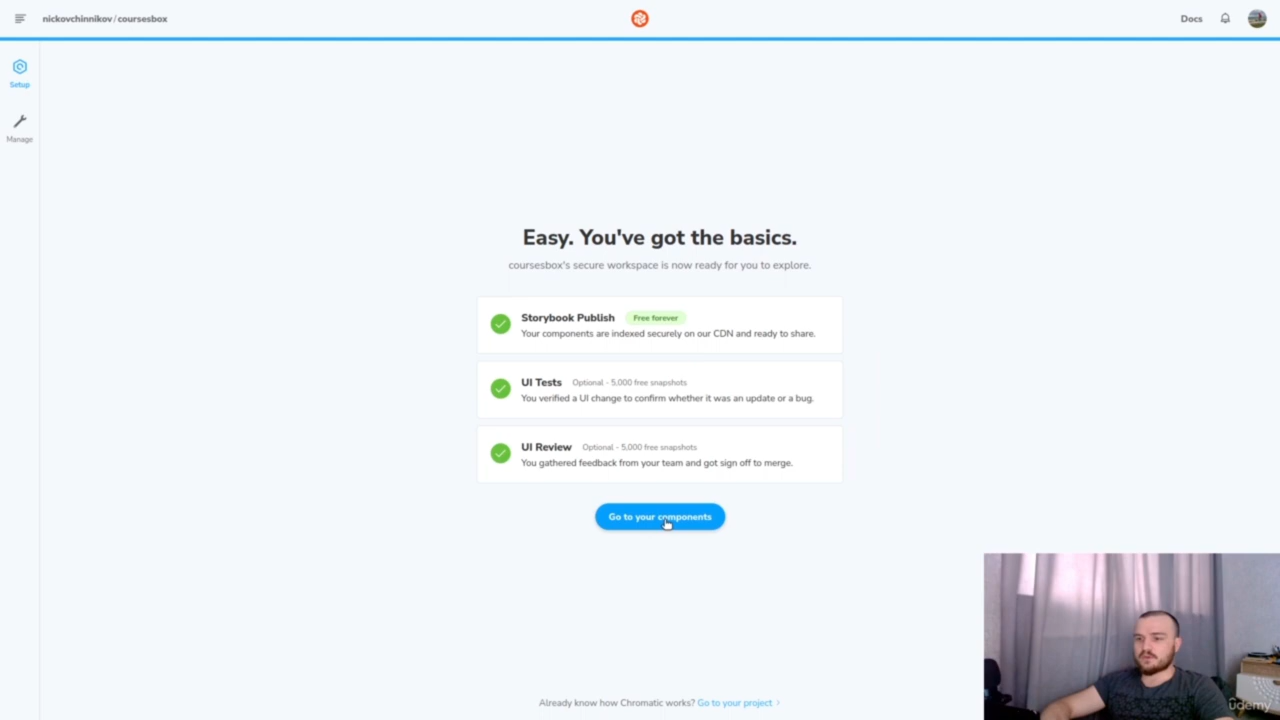 nickovchinnikov / coursesbox
Docs
Setup
Manage
Easy. You've got the basics.
coursesbox's secure workspace is now ready for you to explore.
Storybook Publish Free forever
Your components are indexed securely on our CDN and ready to share.
UI Tests Optional - 5,000 free snapshots
You verified a UI change to confirm whether it was an update or a bug.
UI Review Optional - 5,000 free snapshots
You gathered feedback from your team and got sign off to merge.
Go to your components
Already know how Chromatic works? Go to your project
udemy